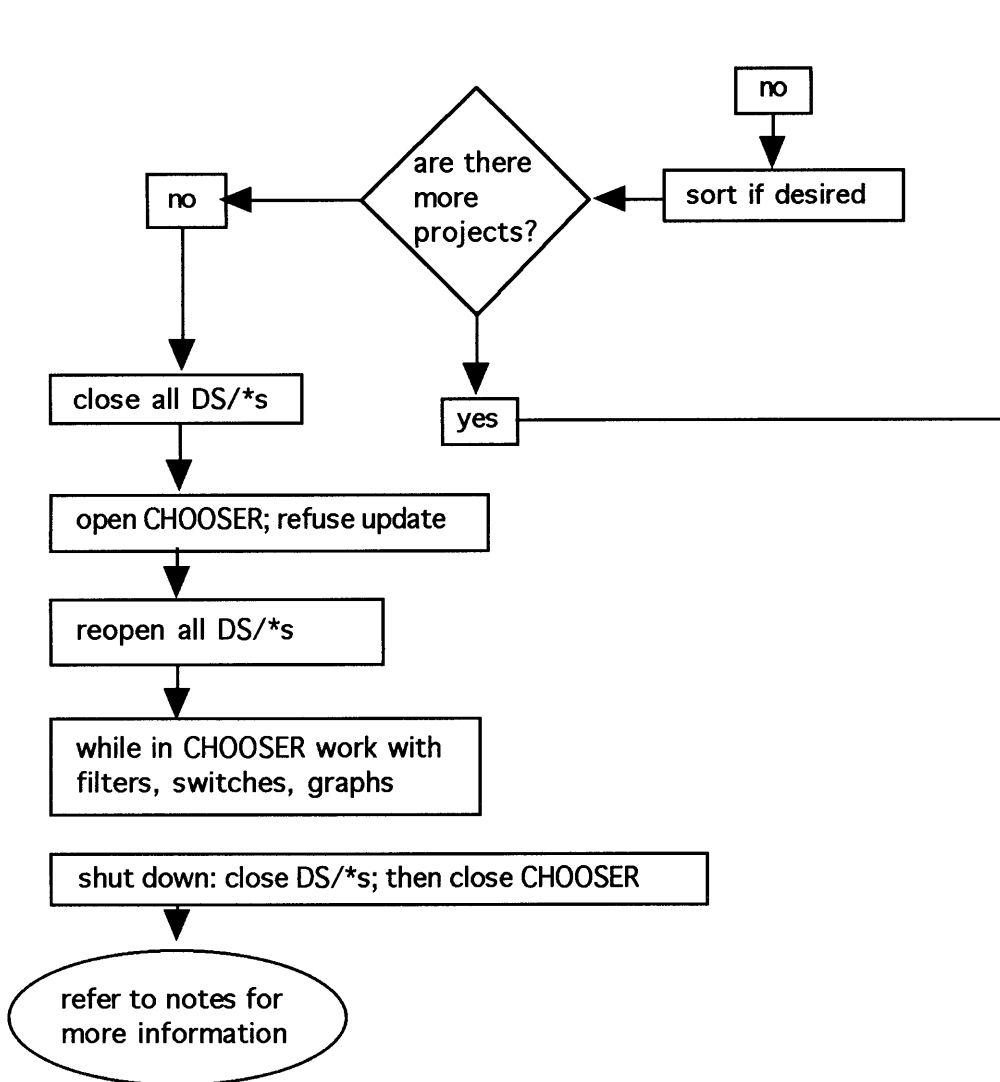 no
are there
more
projects?
sort if desired
no
close all DS/*s
yes
open CHOOSER; refuse update
reopen all DS/*s
while in CHOOSER work with
filters, switches, graphs
shut down: close DS/*s; then close CHOOSER
refer to notes for
more information